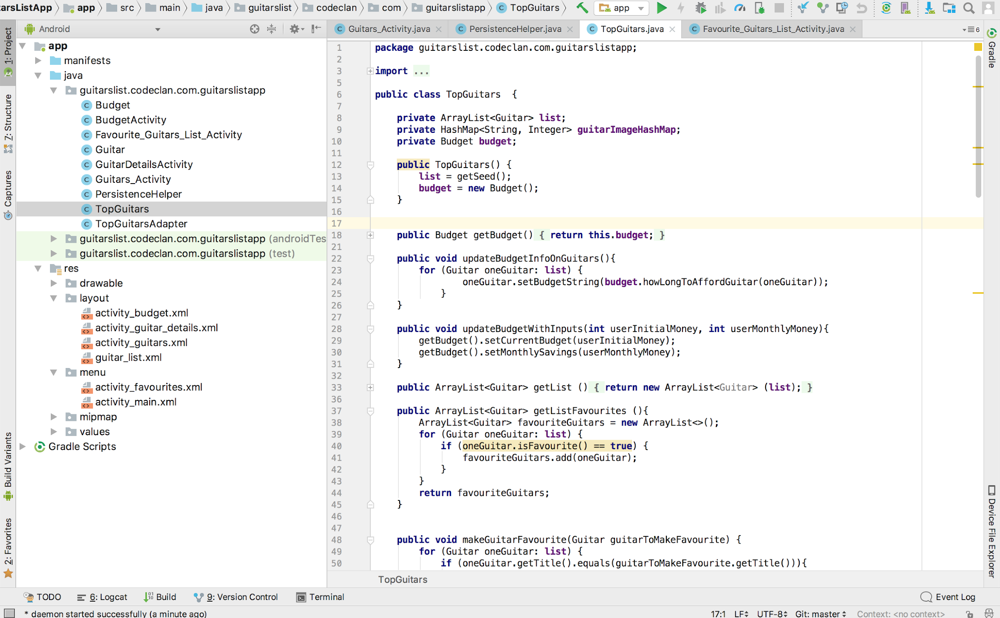 arsListApp app src main java guitarslist codeclan com guitarslistapp TopGuitars app
1: Project
7: Structure
Captures
Build Variants
2: Favorites
Android
app
manifests
java
guitarslist.codeclan.com.guitarslistapp
Budget
BudgetActivity
Favourite_Guitars_List_Activity
Guitar
GuitarDetailsActivity
Guitars_Activity
PersistenceHelper
TopGuitars
TopGuitarsAdapter
guitarslist.codeclan.com.guitarslistapp (androidTes
guitarslist.codeclan.com.guitarslistapp (test)
res
drawable
layout
activity_budget.xml
activity_guitar_details.xml
activity_guitars.xml
guitar_list.xml
menu
activity_favourites.xml
activity_main.xml
mipmap
values
Gradle Scripts
Guitars_Activity.java PersistenceHelper.java TopGuitars.java Favourite_Guitars_List_Activity.java 6
1 package guitarslist.codeclan.com.guitarslistapp;
2
3 import ...
5
6 public class TopGuitars {
7
8 private ArrayList<Guitar> list;
9 private HashMap<String, Integer> guitarImageHashMap;
10 private Budget budget;
11
12 public TopGuitars() {
13 list = getSeed();
14 budget = new Budget();
15 }
16
17
18 public Budget getBudget() { return this.budget; }
21
22 public void updateBudgetInfoOnGuitars(){
23 for (Guitar oneGuitar: list) {
24 oneGuitar.setBudgetString(budget.howLongToAffordGuitar(oneGuitar));
25 }
26 }
27
28 public void updateBudgetWithInputs(int userInitialMoney, int userMonthlyMoney){
29 getBudget().setCurrentBudget(userInitialMoney);
30 getBudget().setMonthlySavings(userMonthlyMoney);
31 }
32
33 public ArrayList<Guitar> getList () { return new ArrayList<Guitar> (list); }
36
37 public ArrayList<Guitar> getListFavourites (){
38 ArrayList<Guitar> favouriteGuitars = new ArrayList<>();
39 for (Guitar oneGuitar: list) {
40 if (oneGuitar.isFavourite() == true) {
41 favouriteGuitars.add(oneGuitar);
42 }
43 }
44 return favouriteGuitars;
45 }
46
47
48 public void makeGuitarFavourite(Guitar guitarToMakeFavourite) {
49 for (Guitar oneGuitar: list) {
50 if (oneGuitar.getTitle().equals(guitarToMakeFavourite.getTitle())){
TopGuitars
Gradle
Device File Explorer
TODO 6: Logcat Build 9: Version Control Terminal Event Log
* daemon started successfully (a minute ago) 17:1 LF UTF-8 Git: master Context: <no context>